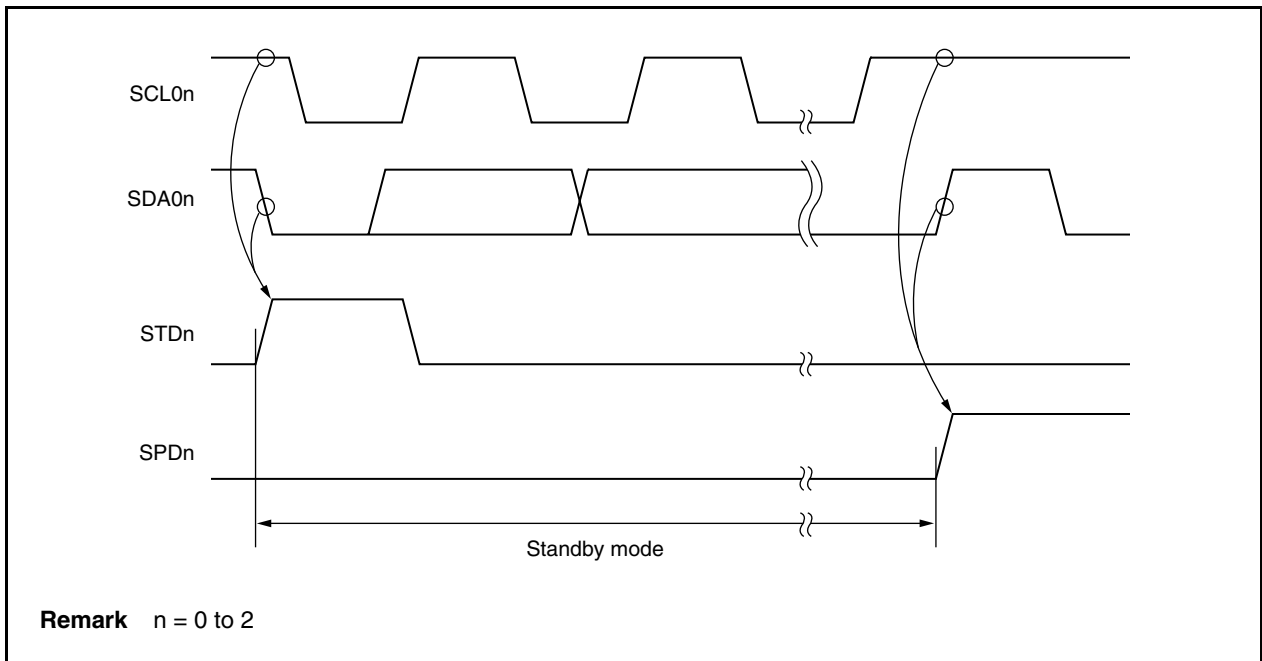 SCL0n
SDA0n
STDn
SPDn
Standby mode
Remark n = 0 to 2